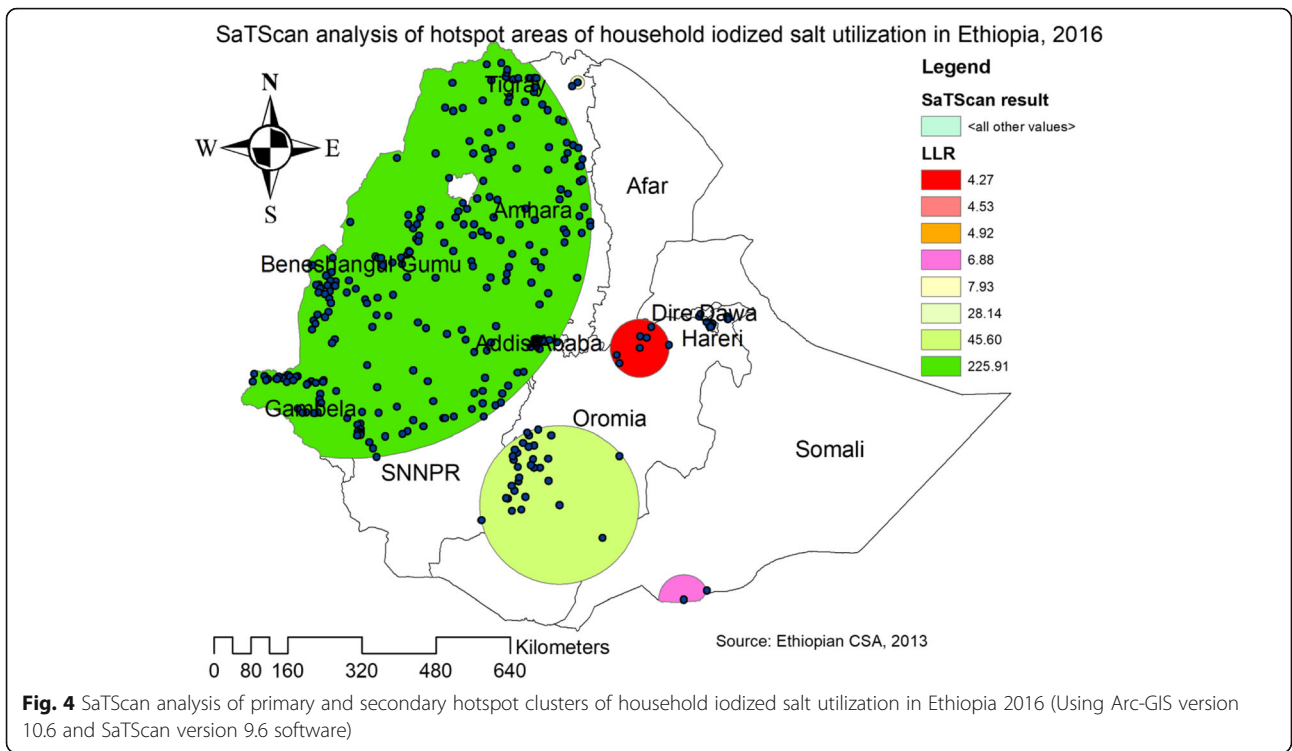 SaTScan analysis of hotspot areas of household iodized salt utilization in Ethiopia, 2016
N
W E
S
Tigray
Afar
Amhara
Beneshangul Gumu
Dire Dawa
Hareri
Addis Ababa
Gambela
Oromia
SNNPR
Somali
Legend
SaTScan result
<all other values>
LLR
4.27
4.53
4.92
6.88
7.93
28.14
45.60
225.91
Kilometers
0 80 160 320 480 640
Source: Ethiopian CSA, 2013
Fig. 4 SaTScan analysis of primary and secondary hotspot clusters of household iodized salt utilization in Ethiopia 2016 (Using Arc-GIS version
10.6 and SaTScan version 9.6 software)